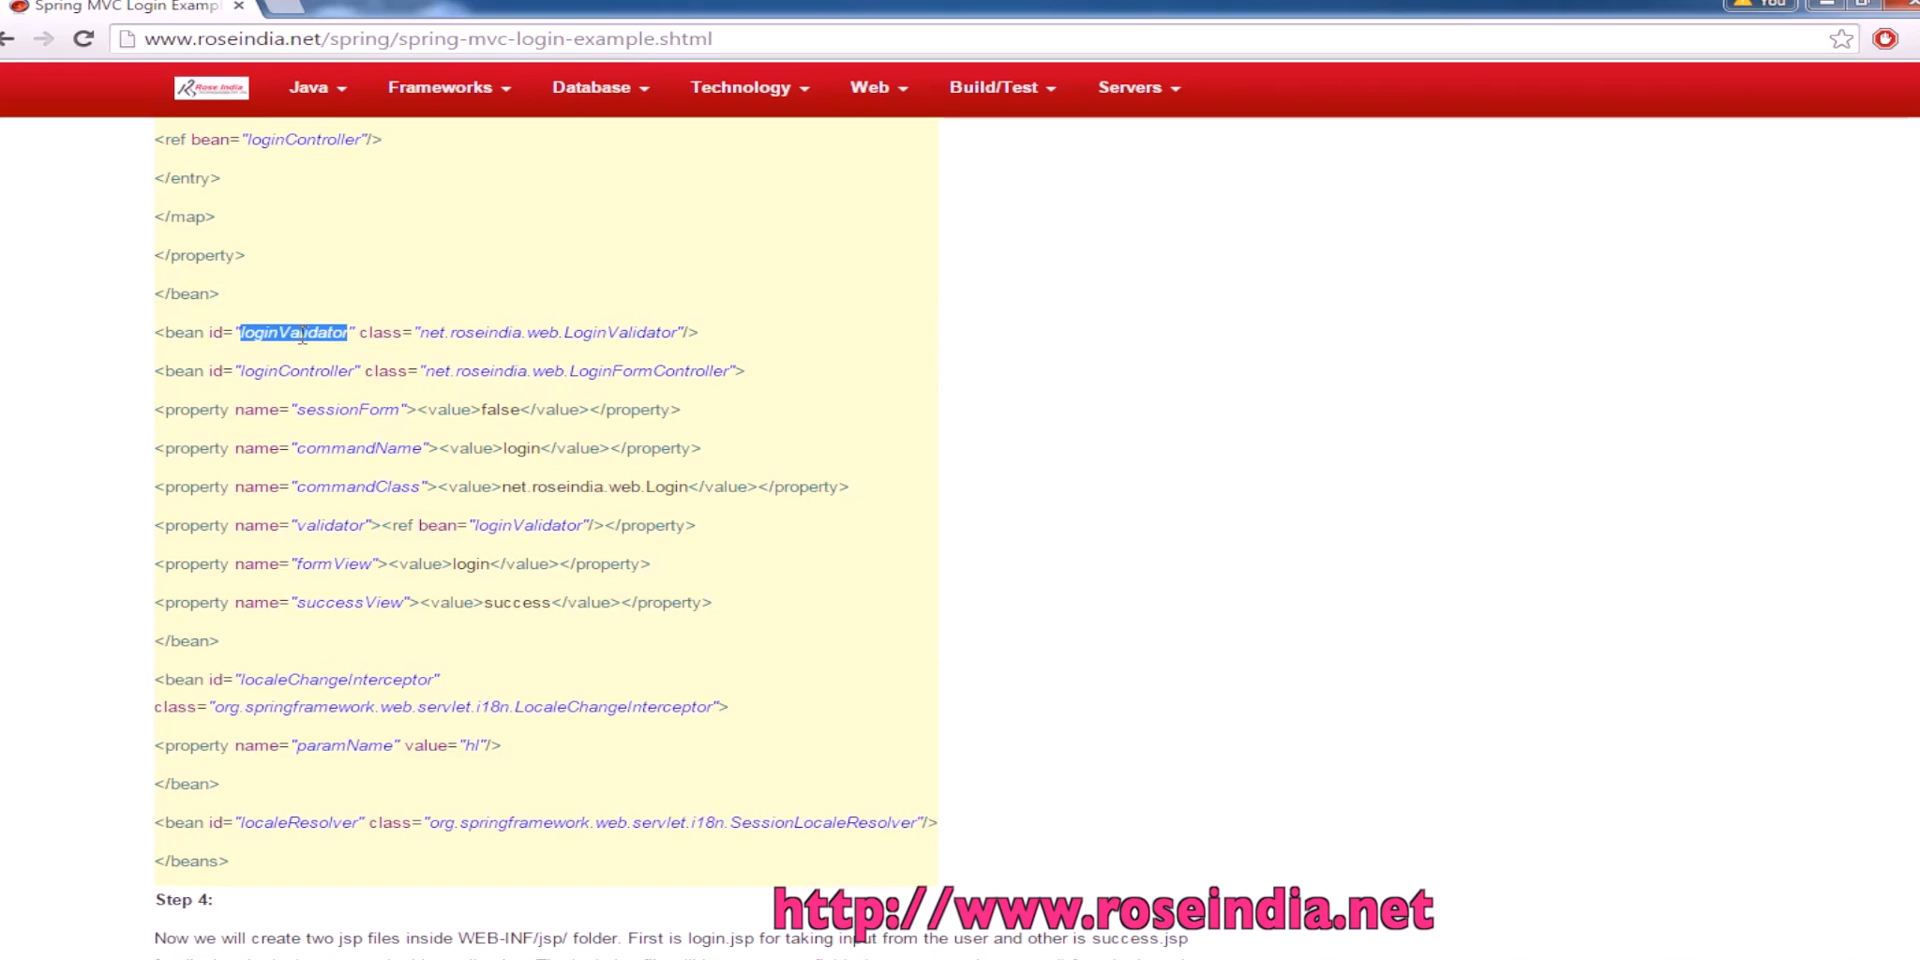 Spring MVC Login Exampl
You
www.roseindia.net/spring/spring-mvc-login-example.shtml
Rose India
Java Frameworks Database Technology Web Build/Test Servers
<ref bean="loginController"/>
</entry>
</map>
</property>
</bean>
<bean id="loginValidator" class="net.roseindia.web.LoginValidator"/>
<bean id="loginController" class="net.roseindia.web.LoginFormController">
<property name="sessionForm"><value>false</value></property>
<property name="commandName"><value>login</value></property>
<property name="commandClass"><value>net.roseindia.web.Login</value></property>
<property name="validator"><ref bean="loginValidator"/></property>
<property name="formView"><value>login</value></property>
<property name="successView"><value>success</value></property>
</bean>
<bean id="localeChangeInterceptor"
class="org.springframework.web.servlet.i18n.LocaleChangeInterceptor">
<property name="paramName" value="hl"/>
</bean>
<bean id="localeResolver" class="org.springframework.web.servlet.i18n.SessionLocaleResolver"/>
</beans>
Step 4:
http://www.roseindia.net
Now we will create two jsp files inside WEB-INF/jsp/ folder. First is login.jsp for taking input from the user and other is success.jsp